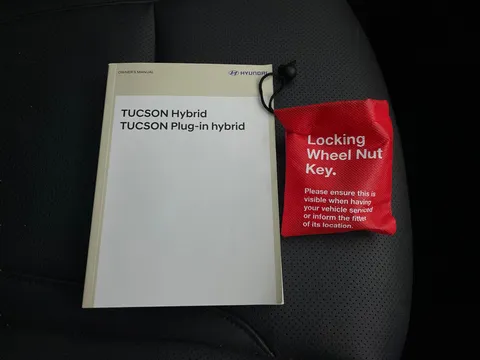 OWNER'S MANUAL
HYUNDAI
TUCSON Hybrid
TUCSON Plug-in hybrid
Locking
Wheel Nut
Key.
Please ensure this is
visible when having
your vehicle serviced
or inform the fitter
of its location.